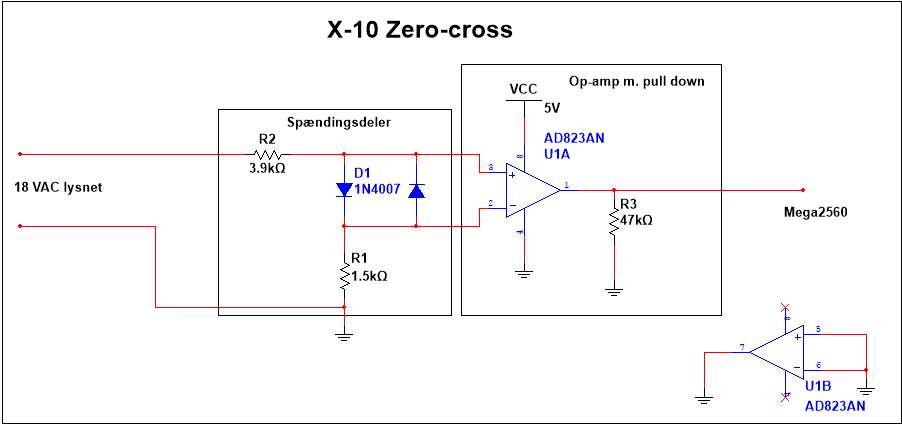 X-10 Zero-cross
Op-amp m. pull down
VCC
5V
Spændingsdeler
AD823AN
U1A
R2
3.9kΩ
18 VAC lysnet
D1
1N4007
3
8
1
2
4
R3
47kΩ
Mega2560
R1
1.5kΩ
8
5
7
6
4
U1B
AD823AN